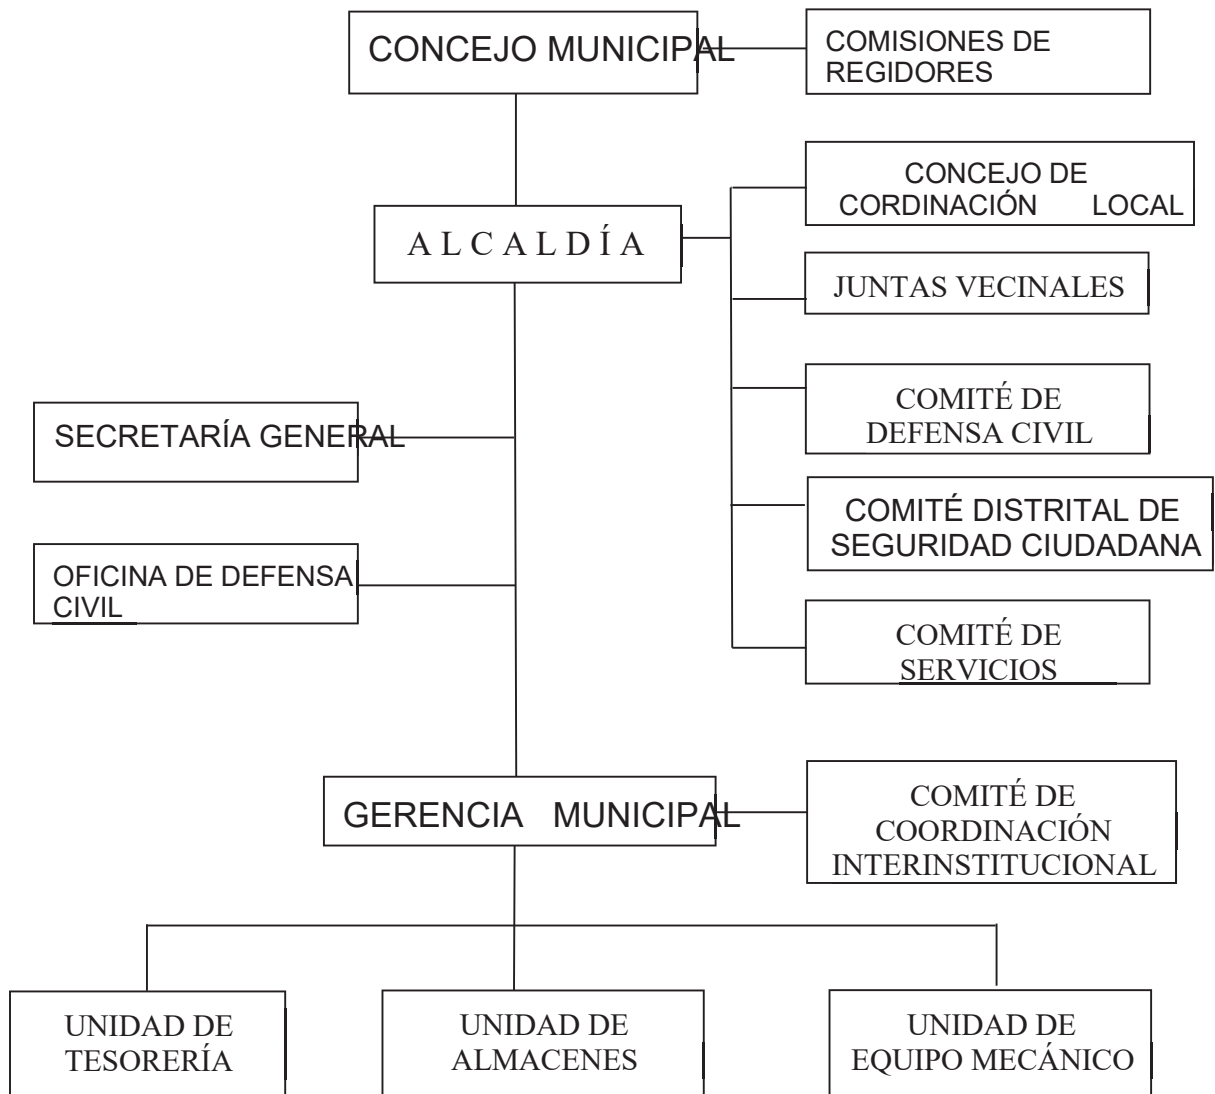 CONCEJO MUNICIPAL
COMISIONES DE
REGIDORES
CONCEJO DE
CORDINACIÓN LOCAL
A L C A L D Í A
JUNTAS VECINALES
COMITÉ DE
DEFENSA CIVIL
SECRETARÍA GENERAL
COMITÉ DISTRITAL DE
SEGURIDAD CIUDADANA
OFICINA DE DEFENSA
CIVIL
COMITÉ DE
SERVICIOS
GERENCIA MUNICIPAL
COMITÉ DE
COORDINACIÓN
INTERINSTITUCIONAL
UNIDAD DE
TESORERÍA
UNIDAD DE
ALMACENES
UNIDAD DE
EQUIPO MECÁNICO